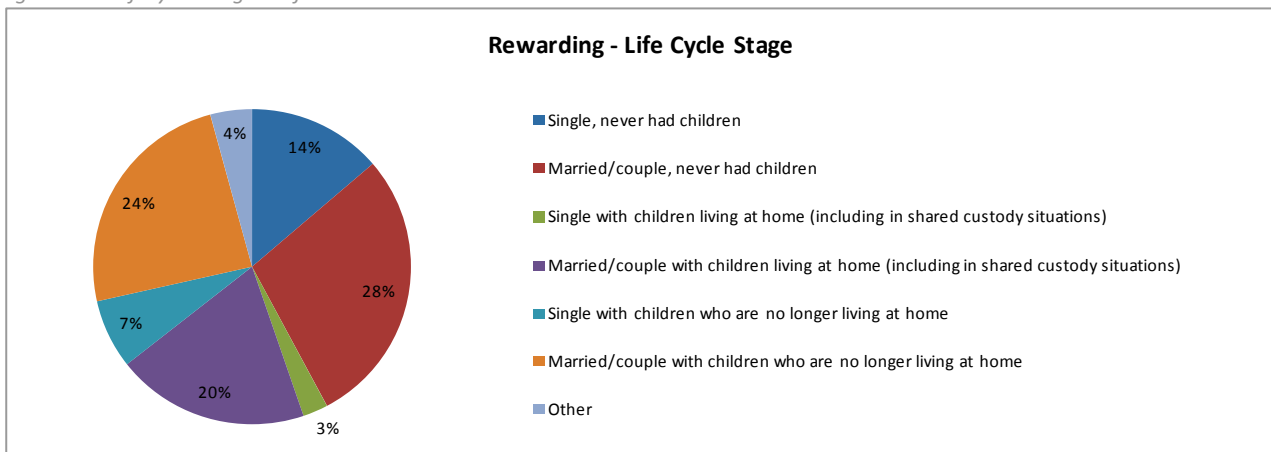 Rewarding - Life Cycle Stage
4%
14%
24%
28%
7%
20%
3%
Single, never had children
Married/couple, never had children
Single with children living at home (including in shared custody situations)
Married/couple with children living at home (including in shared custody situations)
Single with children who are no longer living at home
Married/couple with children who are no longer living at home
Other